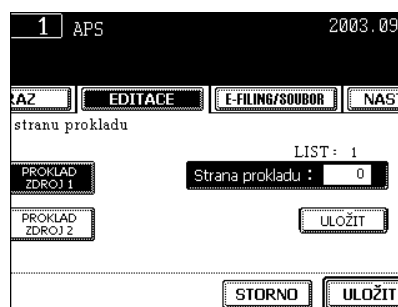 1 APS 2003.09
RAZ EDITACE E-FILING/SOUBOR NAS
stranu prokladu
LIST: 1
PROKLAD
ZDROJ 1
Strana prokladu : 0
PROKLAD
ZDROJ 2
ULOŽIT
STORNO ULOŽIT